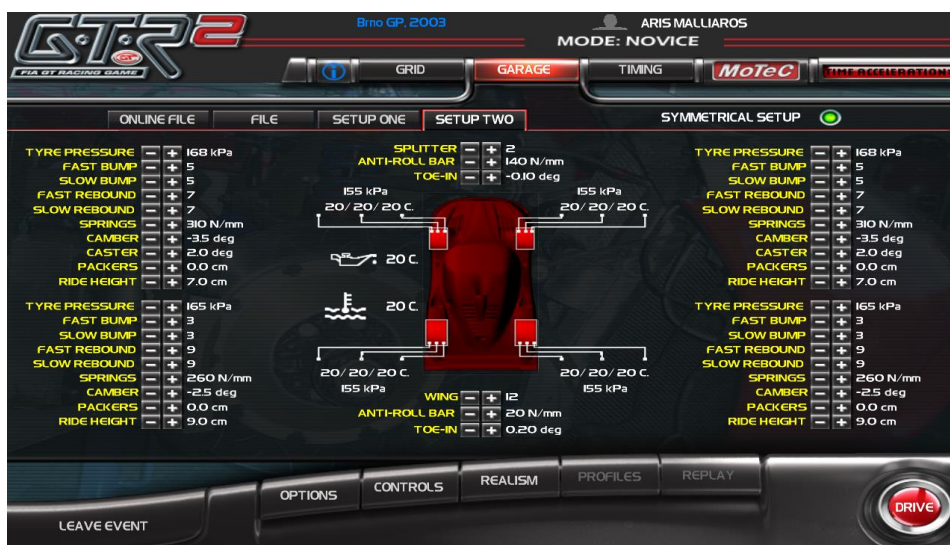 Brno GP, 2003
ARIS MALLIAROS
GTR2
FIA GT RACING GAME
MODE: NOVICE
GRID
GARAGE
TIMING
MoTeC
TIME ACCELERATION
ONLINE FILE
FILE
SETUP ONE
SETUP TWO
SYMMETRICAL SETUP
TYRE PRESSURE - + 168 kPa
FAST BUMP - + 5
SLOW BUMP - + 5
FAST REBOUND - + 7
SLOW REBOUND - + 7
SPRINGS - + 310 N/mm
CAMBER - + -3.5 deg
CASTER - + 2.0 deg
PACKERS - + 0.0 cm
RIDE HEIGHT - + 7.0 cm
TYRE PRESSURE - + 165 kPa
FAST BUMP - + 3
SLOW BUMP - + 3
FAST REBOUND - + 9
SLOW REBOUND - + 9
SPRINGS - + 260 N/mm
CAMBER - + -2.5 deg
PACKERS - + 0.0 cm
RIDE HEIGHT - + 9.0 cm
SPLITTER - + 2
ANTI-ROLL BAR - + 140 N/mm
TOE-IN - + -0.10 deg
155 kPa
20/20/20 C.
155 kPa
20/20/20 C.
20 C.
20 C.
20/20/20 C.
155 kPa
20/20/20 C.
155 kPa
WING - + 12
ANTI-ROLL BAR - + 20 N/mm
TOE-IN - + 0.20 deg
TYRE PRESSURE - + 168 kPa
FAST BUMP - + 5
SLOW BUMP - + 5
FAST REBOUND - + 7
SLOW REBOUND - + 7
SPRINGS - + 310 N/mm
CAMBER - + -3.5 deg
CASTER - + 2.0 deg
PACKERS - + 0.0 cm
RIDE HEIGHT - + 7.0 cm
TYRE PRESSURE - + 165 kPa
FAST BUMP - + 3
SLOW BUMP - + 3
FAST REBOUND - + 9
SLOW REBOUND - + 9
SPRINGS - + 260 N/mm
CAMBER - + -2.5 deg
PACKERS - + 0.0 cm
RIDE HEIGHT - + 9.0 cm
LEAVE EVENT
OPTIONS
CONTROLS
REALISM
PROFILES
REPLAY
DRIVE